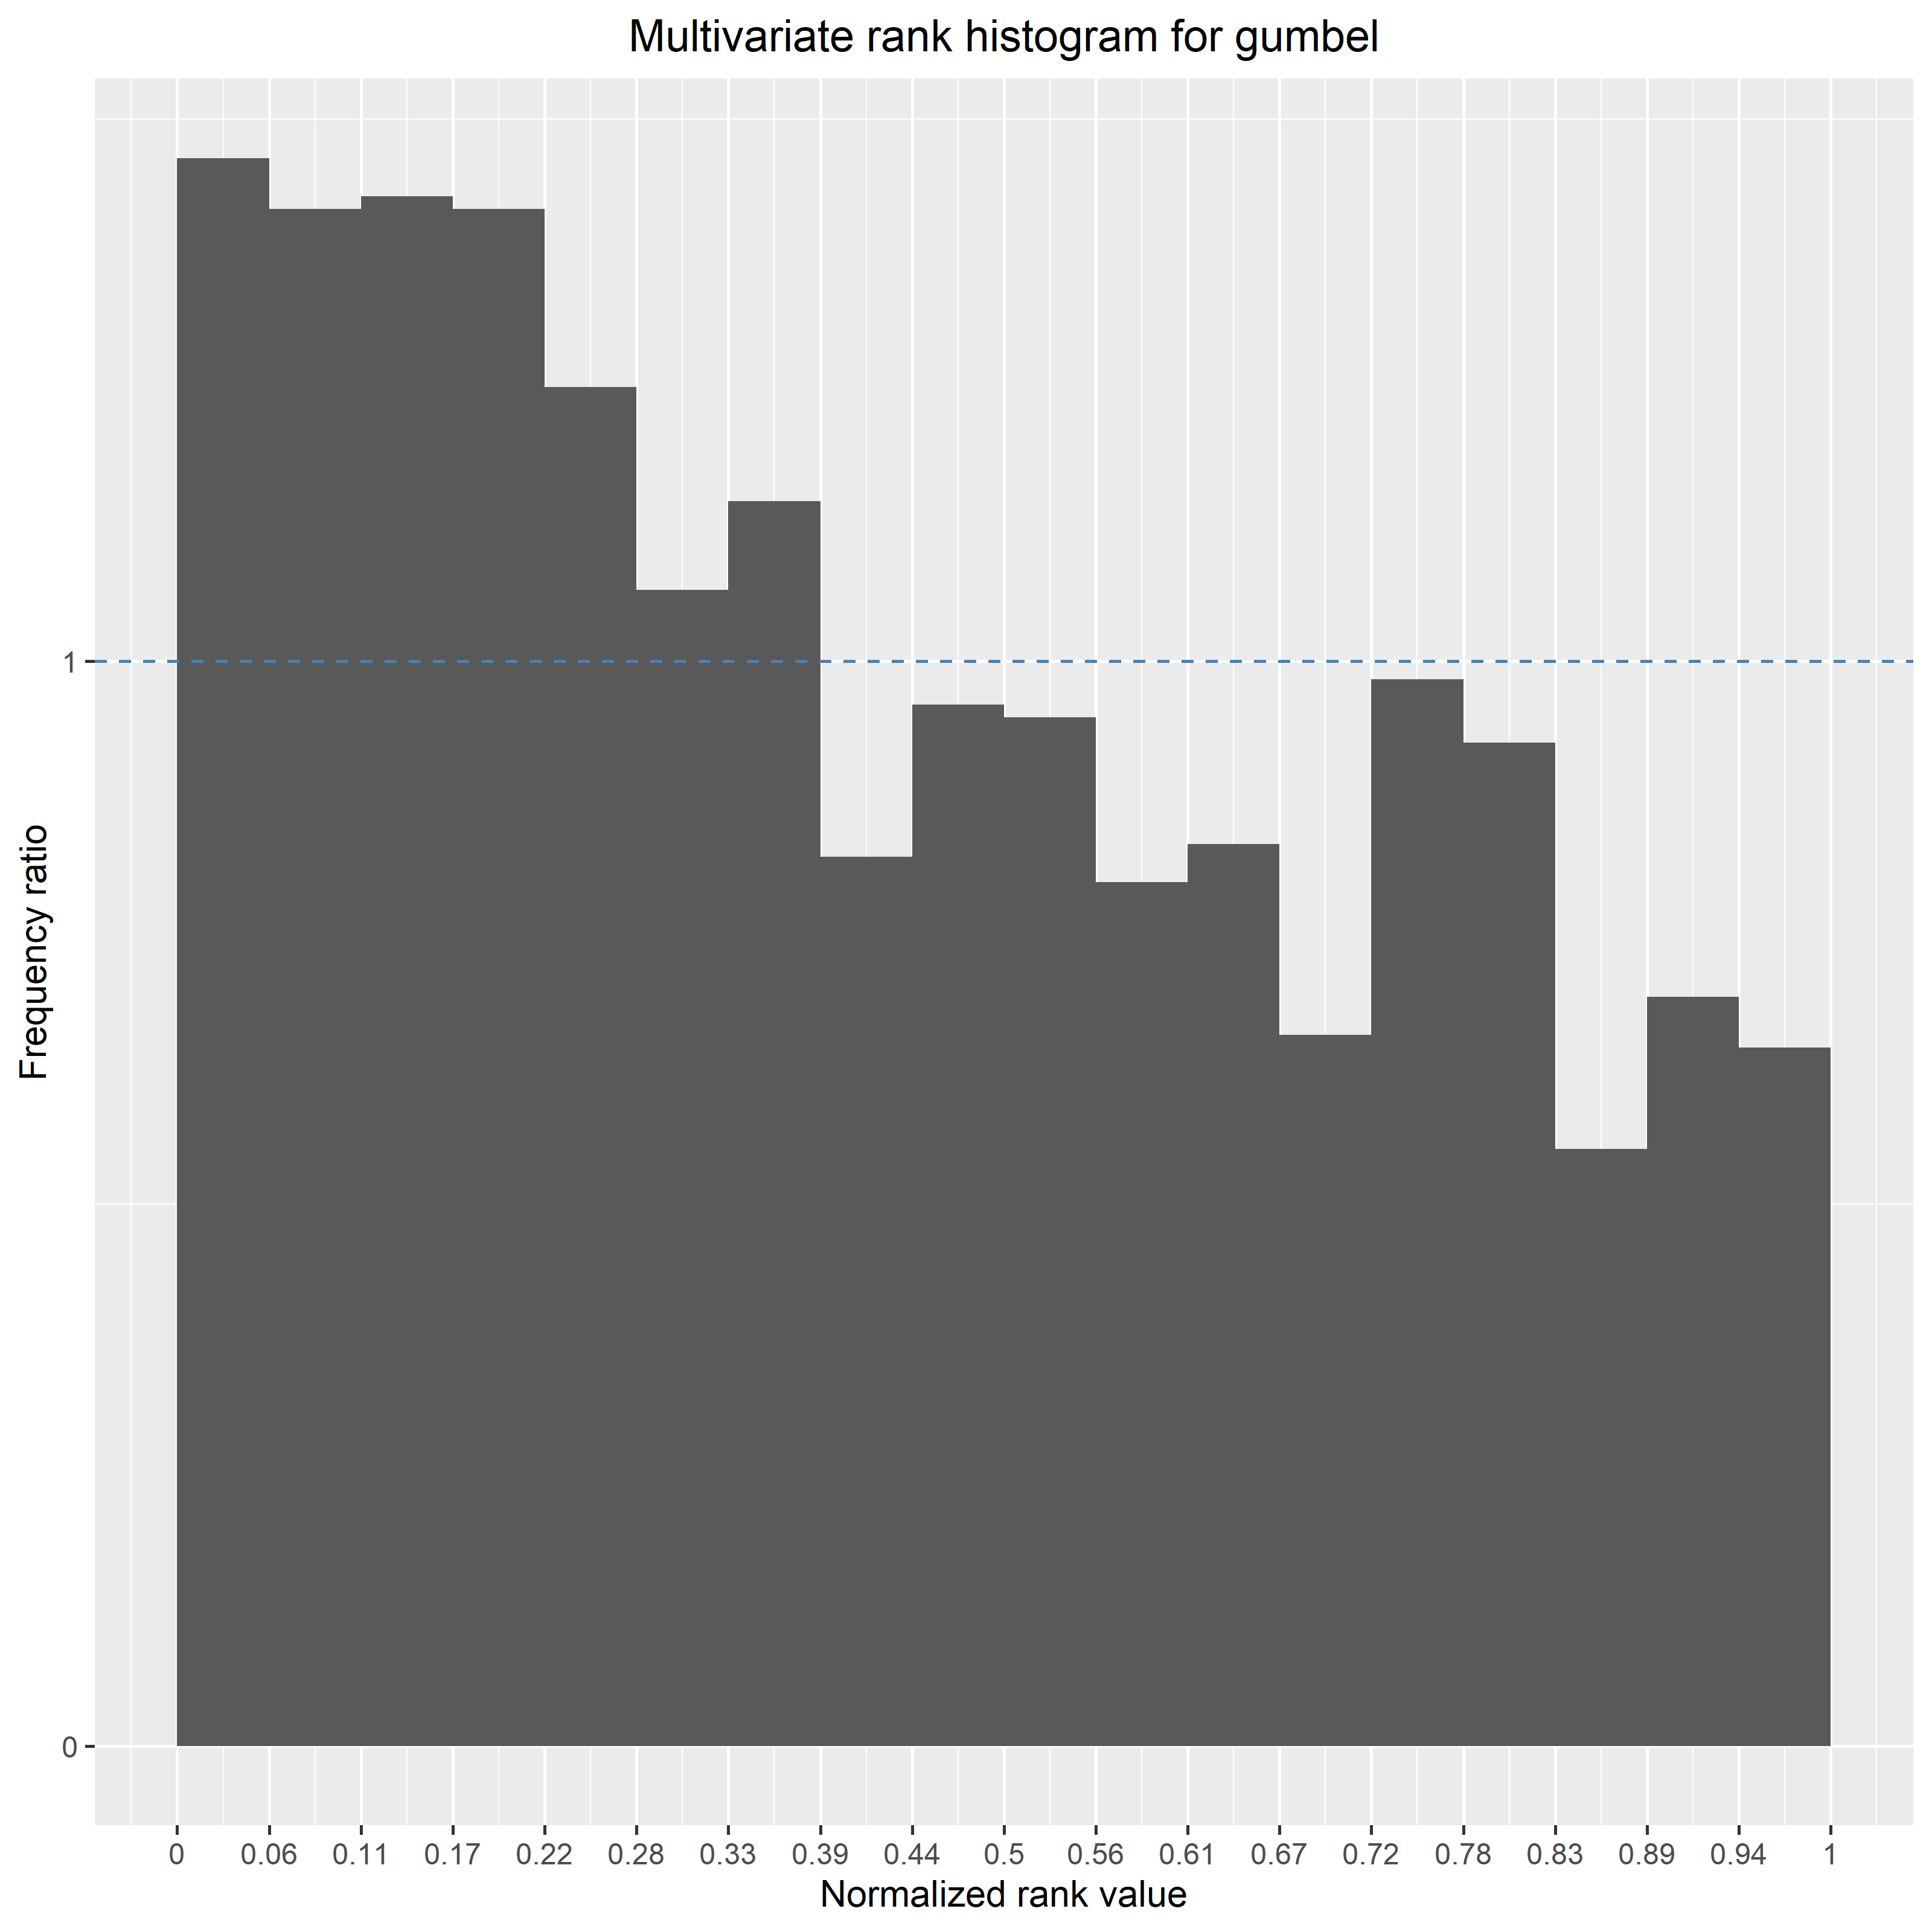 Multivariate rank histogram for gumbel
Frequency ratio
1
0
0 0.06 0.11 0.17 0.22 0.28 0.33 0.39 0.44 0.5 0.56 0.61 0.67 0.72 0.78 0.83 0.89 0.94 1
Normalized rank value